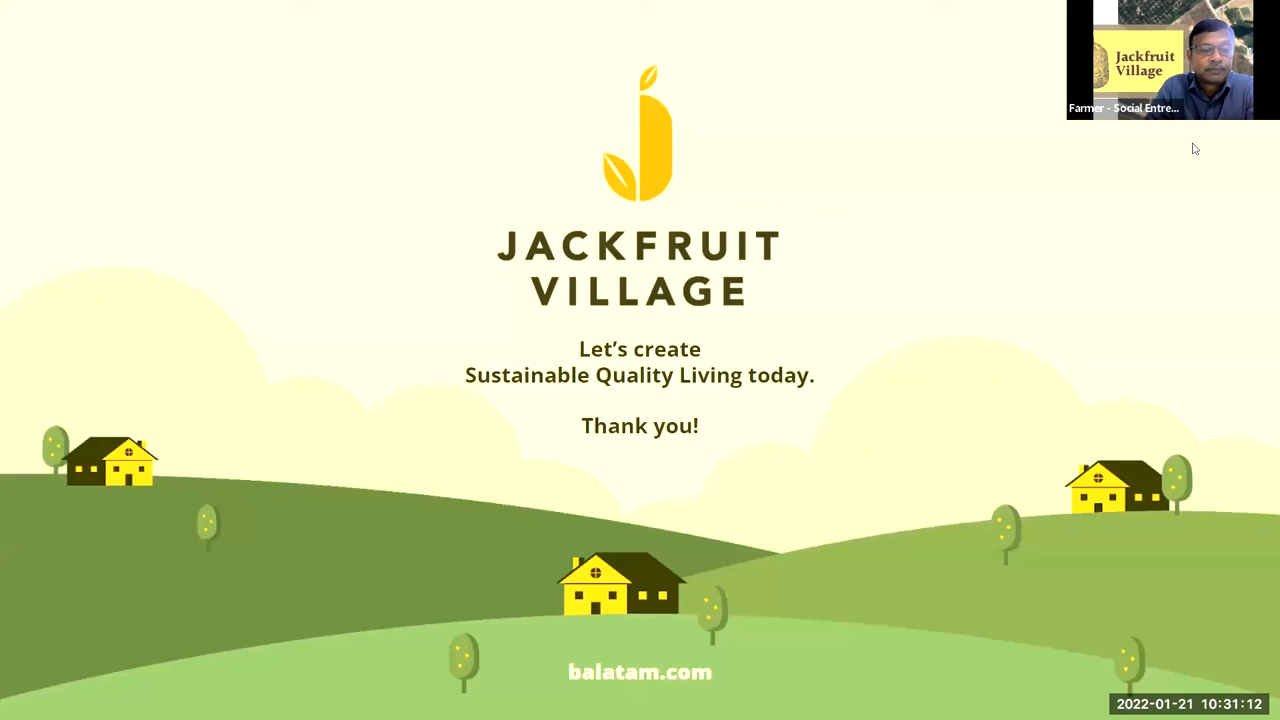 Jackfruit
Village
Farmer - Social Entre...
JACKFRUIT
VILLAGE
Let’s create
Sustainable Quality Living today.
Thank you!
balatam.com
2022-01-21 10:31:12